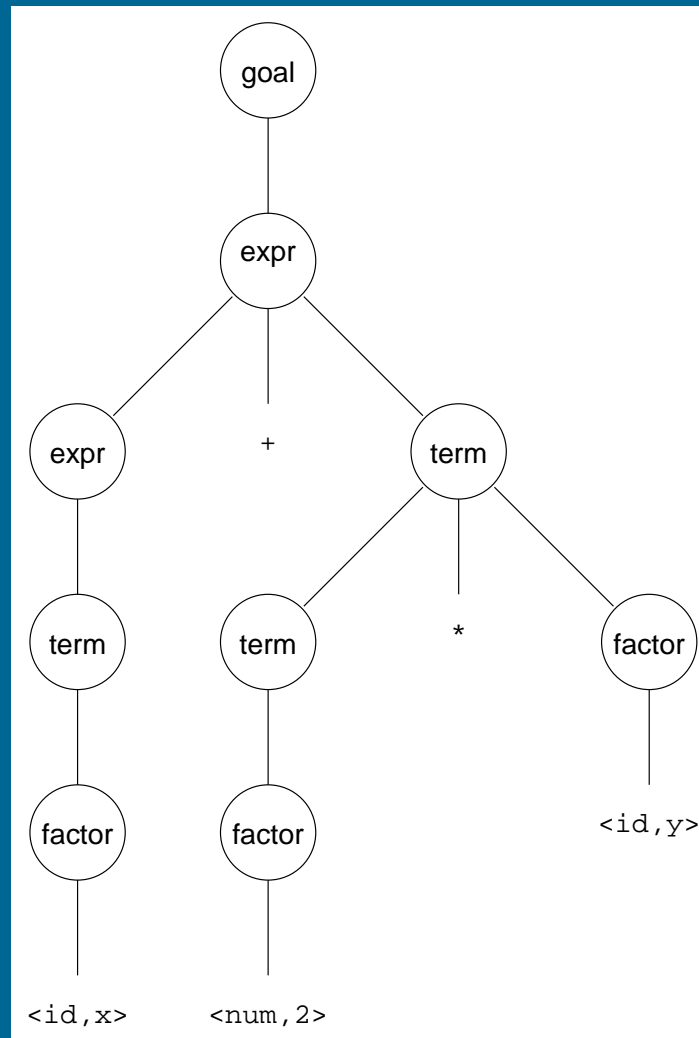 goal
expr
expr + term
term term * factor
factor factor <id,y>
<id,x> <num,2>